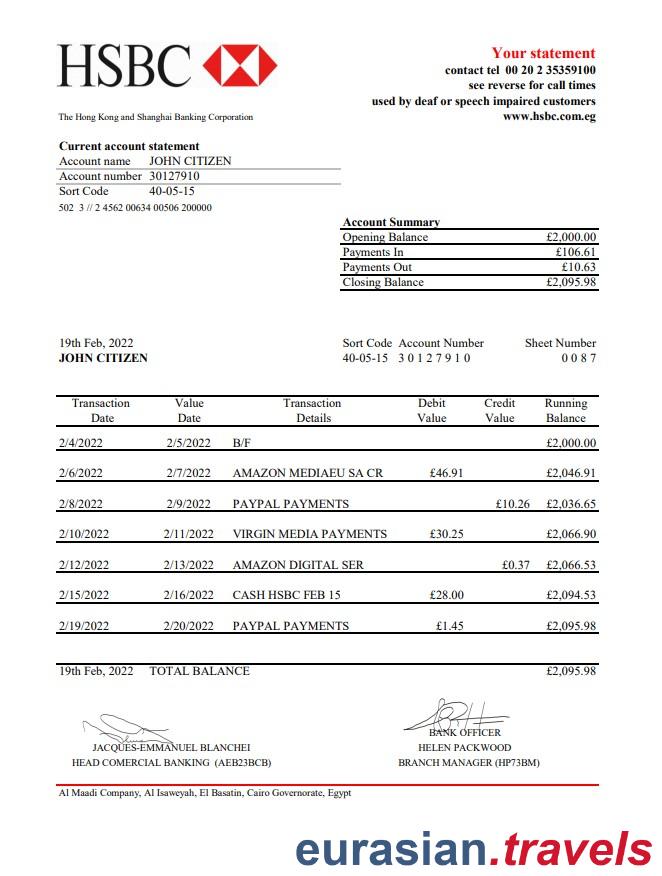 HSBC
Your statement
contact tel 00 20 2 35359100
see reverse for call times
used by deaf or speech impaired customers
www.hsbc.com.eg
The Hong Kong and Shanghai Banking Corporation
Current account statement
Account name JOHN CITIZEN
Account number 30127910
Sort Code 40-05-15
502 3 // 2 4562 00634 00506 200000
Account Summary
Opening Balance £2,000.00
Payments In £106.61
Payments Out £10.63
Closing Balance £2,095.98
19th Feb, 2022 Sort Code Account Number Sheet Number
JOHN CITIZEN 40-05-15 3 0 1 2 7 9 1 0 0 0 8 7
Transaction Value Transaction Debit Credit Running
Date Date Details Value Value Balance
2/4/2022 2/5/2022 B/F £2,000.00
2/6/2022 2/7/2022 AMAZON MEDIAEU SA CR £46.91 £2,046.91
2/8/2022 2/9/2022 PAYPAL PAYMENTS £10.26 £2,036.65
2/10/2022 2/11/2022 VIRGIN MEDIA PAYMENTS £30.25 £2,066.90
2/12/2022 2/13/2022 AMAZON DIGITAL SER £0.37 £2,066.53
2/15/2022 2/16/2022 CASH HSBC FEB 15 £28.00 £2,094.53
2/19/2022 2/20/2022 PAYPAL PAYMENTS £1.45 £2,095.98
19th Feb, 2022 TOTAL BALANCE £2,095.98
BANK OFFICER
JACQUES-EMMANUEL BLANCHEI HELEN PACKWOOD
HEAD COMERCIAL BANKING (AEB23BCB) BRANCH MANAGER (HP73BM)
Al Maadi Company, Al Isaweyah, El Basatin, Cairo Governorate, Egypt
eurasian.travels